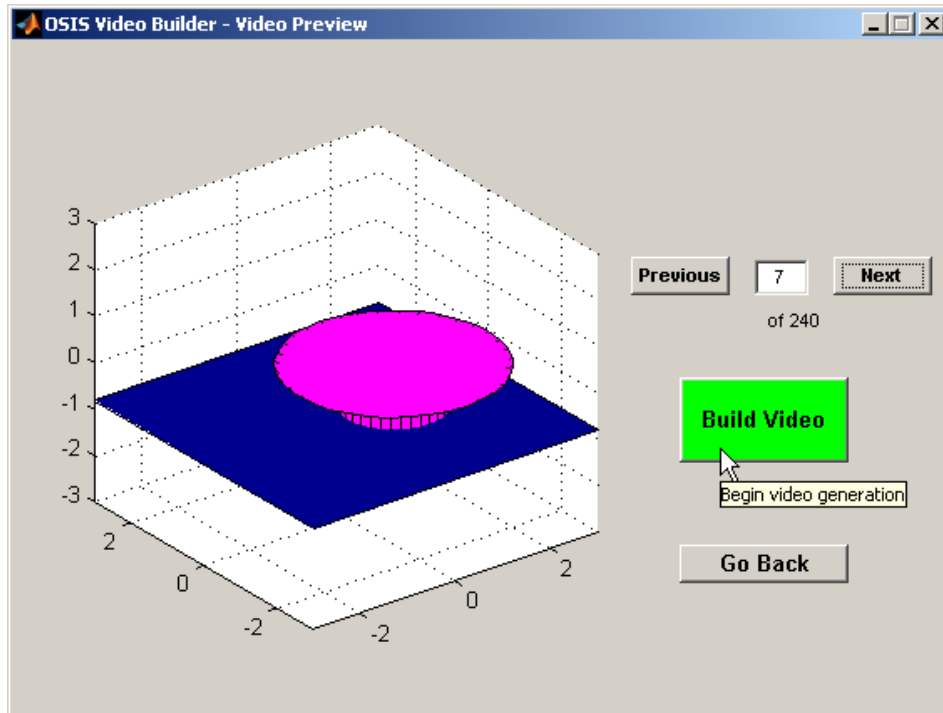 OSIS Video Builder - Video Preview
3
2
1
0
-1
-2
-3
2
0
-2
-2
0
2
Previous 7 Next
of 240
Build Video
Begin video generation
Go Back